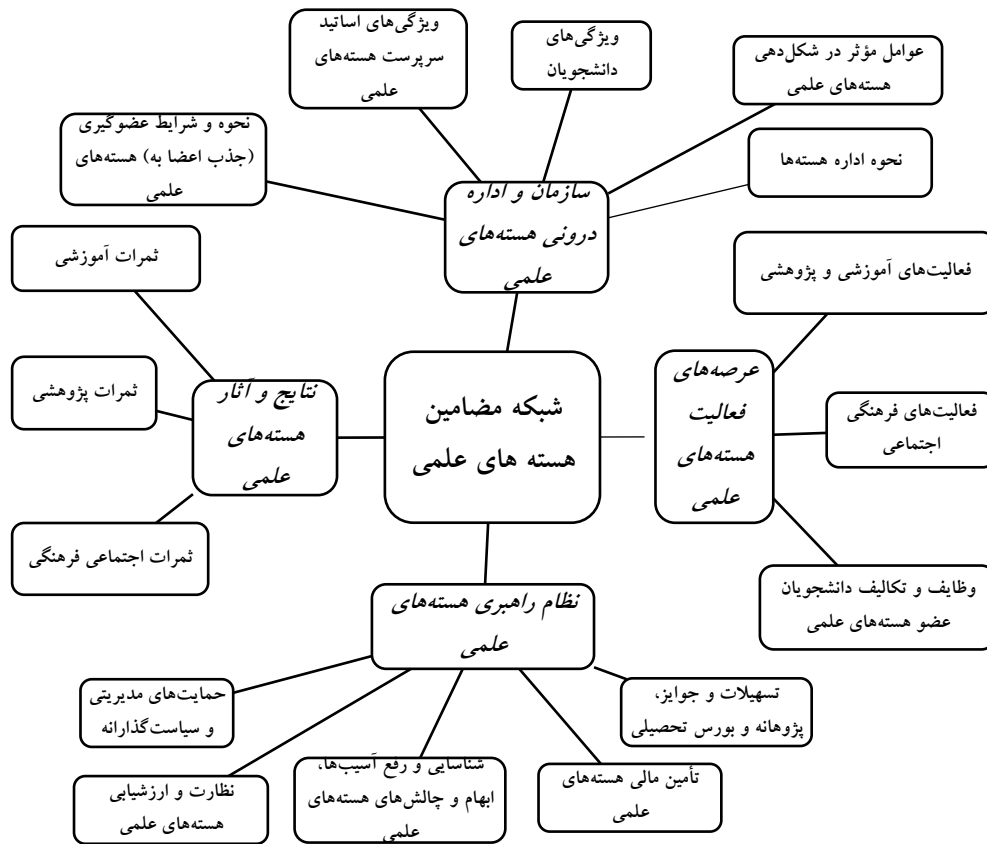 ویژگی‌های اساتید
سرپرست هسته‌های
علمی
ویژگی‌های
دانشجویان
عوامل مؤثر در شکل‌دهی
هسته‌های علمی
نحوه و شرایط عضوگیری
(جذب اعضا به) هسته‌های
علمی
نحوه اداره هسته‌ها
سازمان و اداره
درونی هسته‌های
علمی
ثمرات آموزشی
فعالیت‌های آموزشی و پژوهشی
ثمرات پژوهشی
نتایج و آثار
هسته‌های
علمی
شبکه مضامین
هسته های علمی
عرصه‌های
فعالیت
هسته‌های
علمی
فعالیت‌های فرهنگی
اجتماعی
ثمرات اجتماعی فرهنگی
وظایف و تکالیف دانشجویان
عضو هسته‌های علمی
نظام راهبری هسته‌های
علمی
حمایت‌های مدیریتی
و سیاست‌گذارانه
تسهیلات و جوایز،
پژوهانه و بورس تحصیلی
نظارت و ارزشیابی
هسته‌های علمی
شناسایی و رفع آسیب‌ها،
ابهام و چالش‌های هسته‌های
علمی
تأمین مالی هسته‌های
علمی